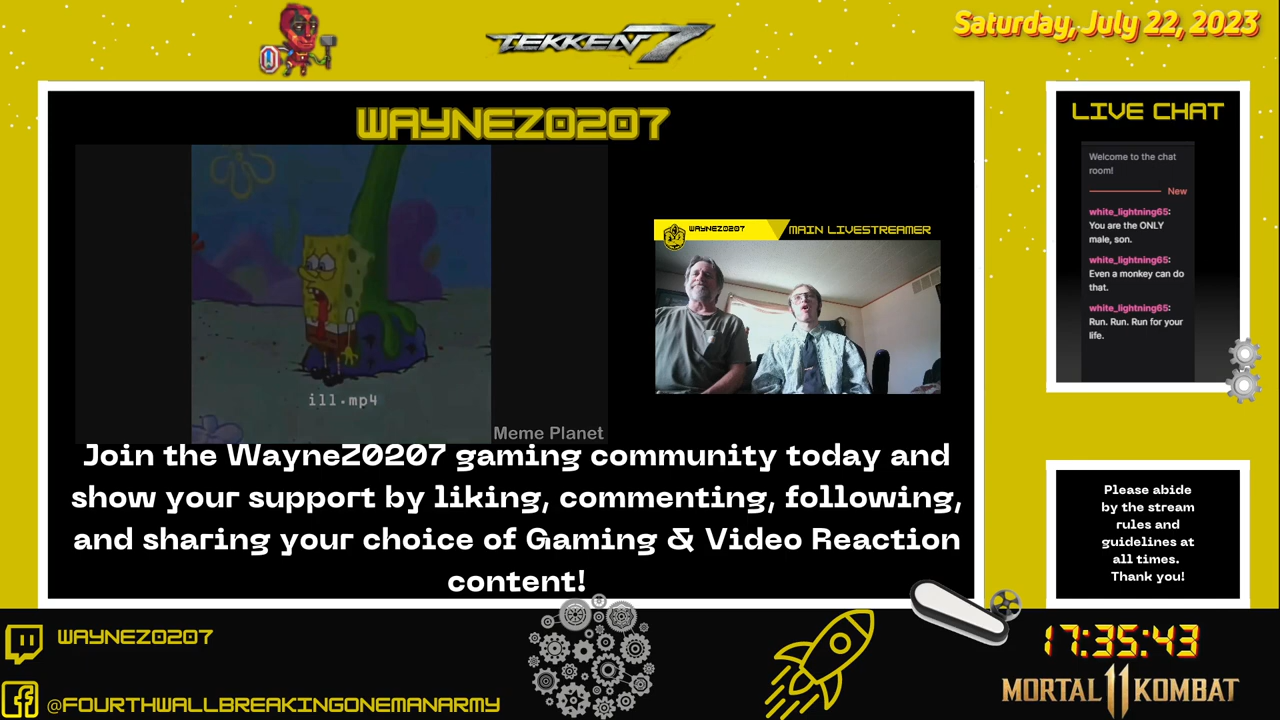 TEKKEN 7
Saturday, July 22, 2023
WAYNEZ0207
LIVE CHAT
Welcome to the chat
room!
New
white_lightning65:
You are the ONLY
male, son.
white_lightning65:
Even a monkey can do
that.
white_lightning65:
Run. Run. Run for your
life.
WAYNEZ0207
MAIN LIVESTREAMER
ill.mp4
Meme Planet
Join the WayneZ0207 gaming community today and
show your support by liking, commenting, following,
and sharing your choice of Gaming & Video Reaction
content!
Please abide
by the stream
rules and
guidelines at
all times.
Thank you!
WAYNEZ0207
@FOURTHWALLBREAKINGONEMANARMY
17:35:43
MORTAL KOMBAT 11